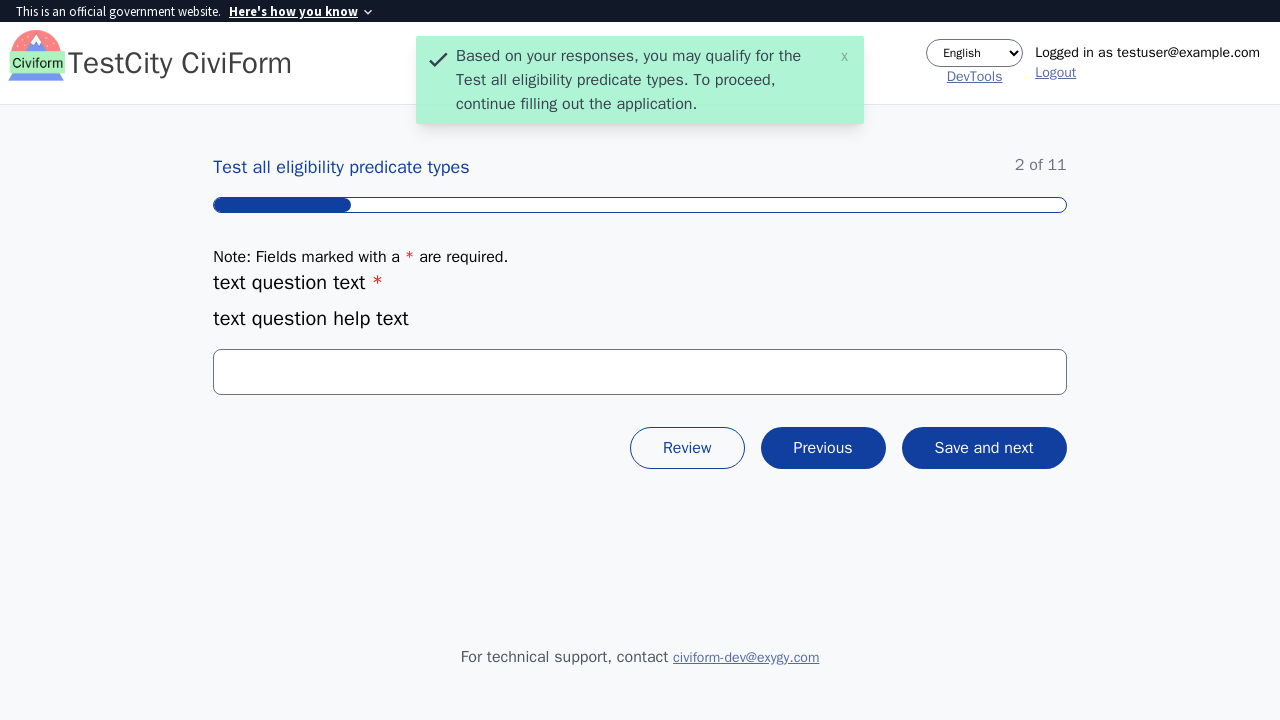 This is an official government website. Here's how you know
Civiform
TestCity CiviForm
Based on your responses, you may qualify for the
Test all eligibility predicate types. To proceed,
continue filling out the application.
x
English
DevTools
Logged in as testuser@example.com
Logout
Test all eligibility predicate types
2 of 11
Note: Fields marked with a * are required.
text question text *
text question help text
Review
Previous
Save and next
For technical support, contact civiform-dev@exygy.com